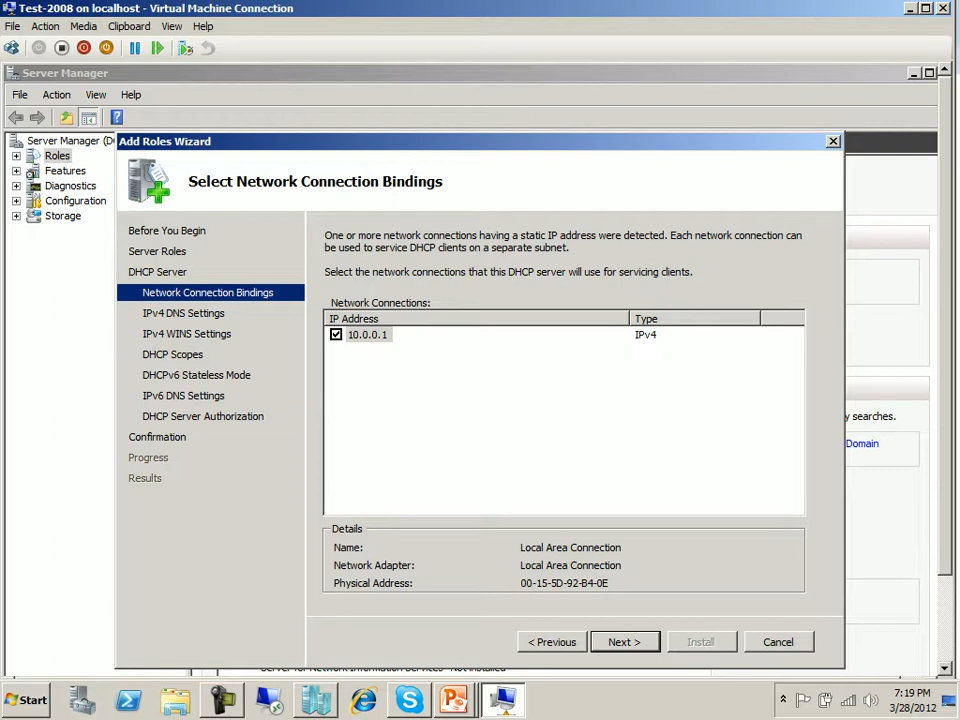 Test-2008 on localhost - Virtual Machine Connection
File Action Media Clipboard View Help
Server Manager
File Action View Help
Server Manager (D
Roles
Features
Diagnostics
Configuration
Storage
Add Roles Wizard
Select Network Connection Bindings
Before You Begin
Server Roles
DHCP Server
Network Connection Bindings
IPv4 DNS Settings
IPv4 WINS Settings
DHCP Scopes
DHCPv6 Stateless Mode
IPv6 DNS Settings
DHCP Server Authorization
Confirmation
Progress
Results
One or more network connections having a static IP address were detected. Each network connection can
be used to service DHCP clients on a separate subnet.
Select the network connections that this DHCP server will use for servicing clients.
Network Connections:
IP Address Type
10.0.0.1 IPv4
Details
Name: Local Area Connection
Network Adapter: Local Area Connection
Physical Address: 00-15-5D-92-B4-0E
< Previous Next > Install Cancel
y searches.
Domain
Start
7:19 PM
3/28/2012